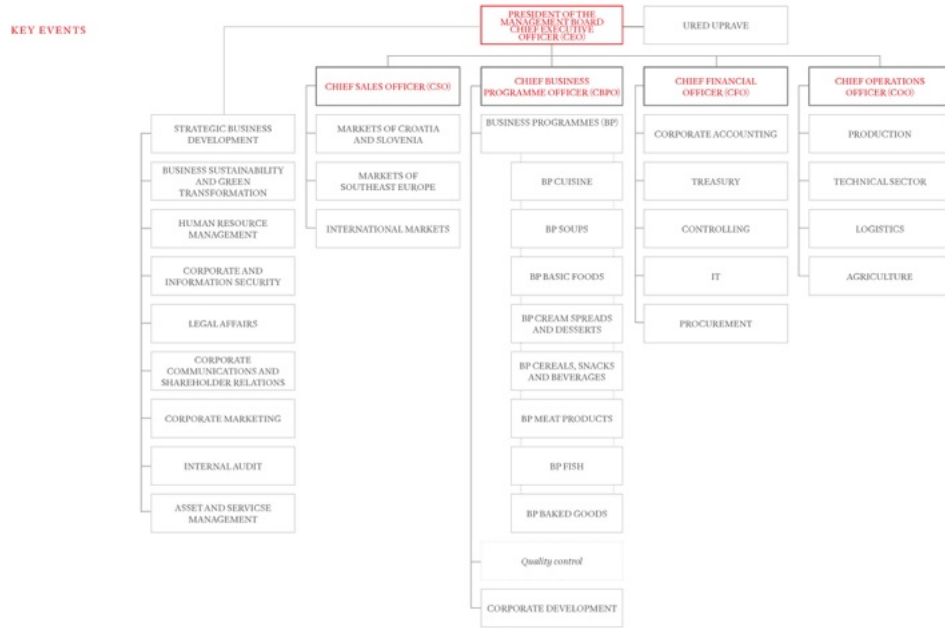 KEY EVENTS
PRESIDENT OF THE
MANAGEMENT BOARD
CHIEF EXECUTIVE
OFFICER (CEO)
URED UPRAVE
CHIEF SALES OFFICER (CSO)
CHIEF BUSINESS
PROGRAMME OFFICER (CBPO)
CHIEF FINANCIAL
OFFICER (CFO)
CHIEF OPERATIONS
OFFICER (COO)
STRATEGIC BUSINESS
DEVELOPMENT
BUSINESS SUSTAINABILITY
AND GREEN
TRANSFORMATION
HUMAN RESOURCE
MANAGEMENT
CORPORATE AND
INFORMATION SECURITY
LEGAL AFFAIRS
CORPORATE
COMMUNICATIONS AND
SHAREHOLDER RELATIONS
CORPORATE MARKETING
INTERNAL AUDIT
ASSET AND SERVICSE
MANAGEMENT
MARKETS OF CROATIA
AND SLOVENIA
MARKETS OF
SOUTHEAST EUROPE
INTERNATIONAL MARKETS
BUSINESS PROGRAMMES (BP)
BP CUISINE
BP SOUPS
BP BASIC FOODS
BP CREAM SPREADS
AND DESSERTS
BP CEREALS, SNACKS
AND BEVERAGES
BP MEAT PRODUCTS
BP FISH
BP BAKED GOODS
Quality control
CORPORATE DEVELOPMENT
CORPORATE ACCOUNTING
TREASURY
CONTROLLING
IT
PROCUREMENT
PRODUCTION
TECHNICAL SECTOR
LOGISTICS
AGRICULTURE